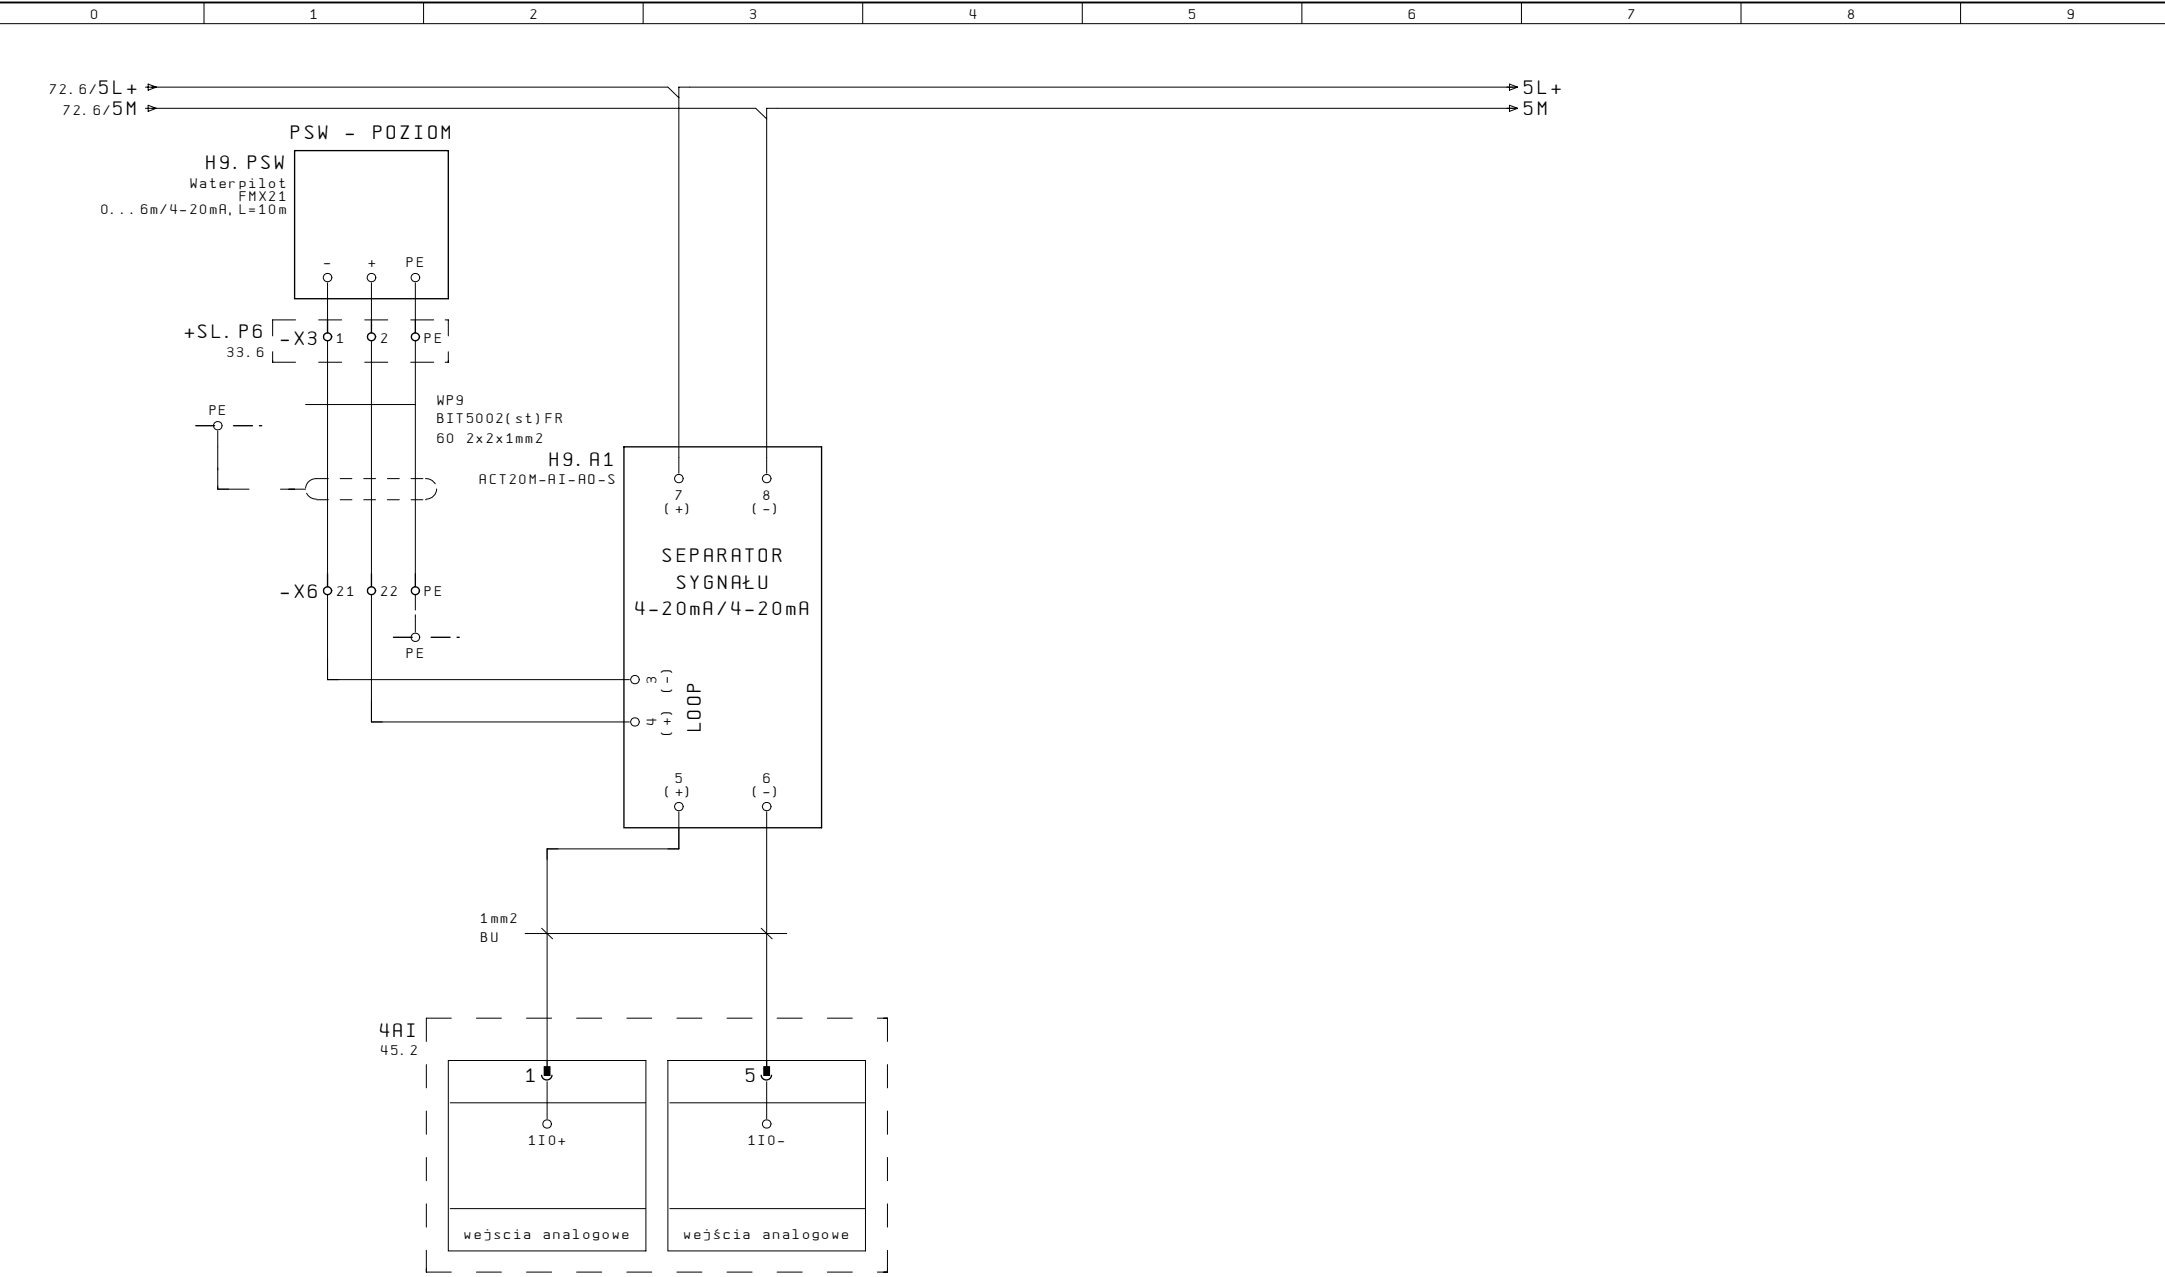 0 1 2 3 4 5 6 7 8 9
72.6/5L+
5L+
72.6/5M
5M
PSW - POZIOM
H9.PSW
Waterpilot
FMX21
0...6m/4-20mA,L=10m
- + PE
+SL.P6
33.6
-X3 1 2 PE
WP9
BIT5002(st)FR
60 2x2x1mm2
PE
H9.A1
ACT20M-AI-AO-S
7 8
(+) (-)
SEPARATOR
SYGNAŁU
4-20mA/4-20mA
-X6 21 22 PE
PE
3 (-)
4 (+)
LOOP
5 6
(+) (-)
1mm2
BU
4AI
45.2
1 5
1I0+ 1I0-
wejscia analogowe wejścia analogowe